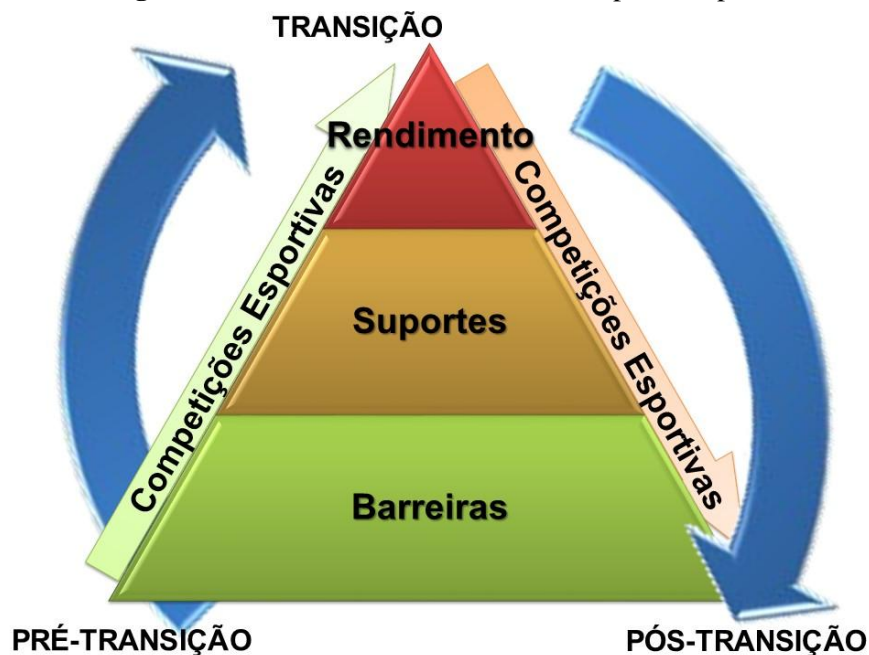 TRANSIÇÃO
Rendimento
Competições Esportivas
Competições Esportivas
Suportes
Barreiras
PRÉ-TRANSIÇÃO
PÓS-TRANSIÇÃO